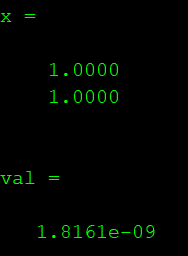 x =
1.0000
1.0000
val =
1.8161e-09